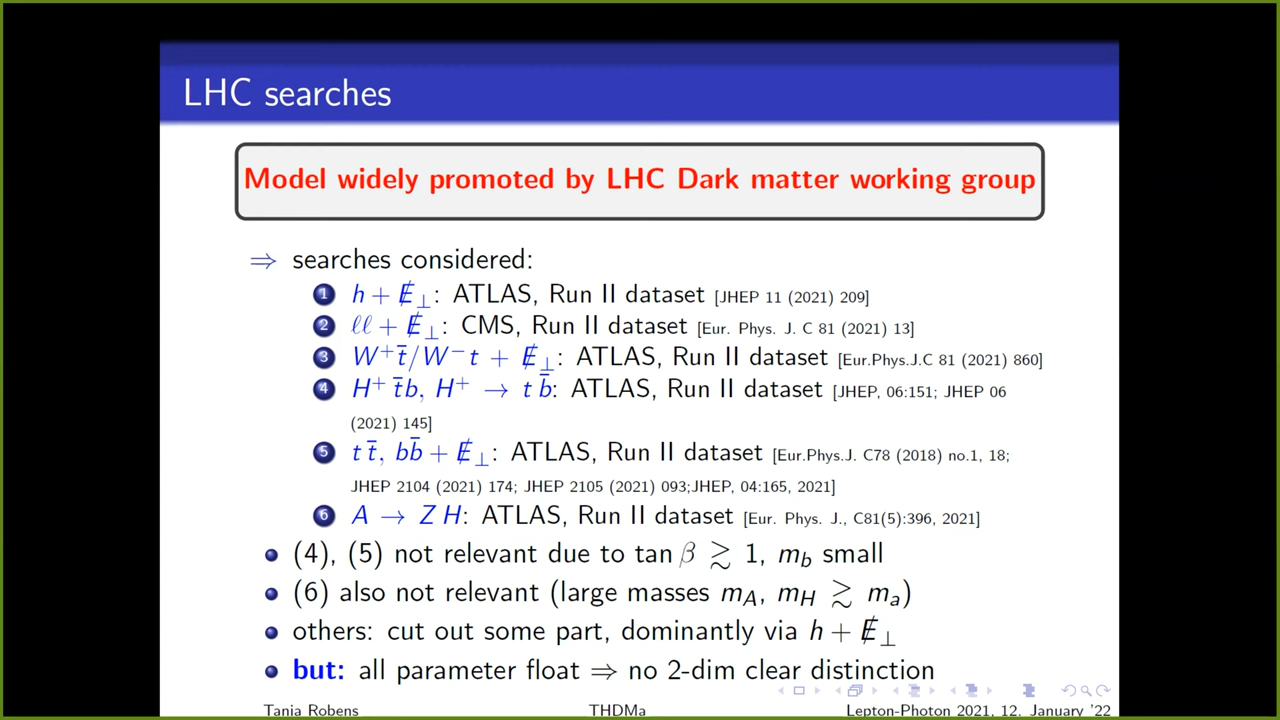 LHC searches
Model widely promoted by LHC Dark matter working group
⇒ searches considered:
1 h + E̸⊥: ATLAS, Run II dataset [JHEP 11 (2021) 209]
2 ℓℓ + E̸⊥: CMS, Run II dataset [Eur. Phys. J. C 81 (2021) 13]
3 W⁺t̄/W⁻t + E̸⊥: ATLAS, Run II dataset [Eur.Phys.J.C 81 (2021) 860]
4 H⁺ t̄b, H⁺ → t b̄: ATLAS, Run II dataset [JHEP, 06:151; JHEP 06
(2021) 145]
5 t t̄, bb̄ + E̸⊥: ATLAS, Run II dataset [Eur.Phys.J. C78 (2018) no.1, 18;
JHEP 2104 (2021) 174; JHEP 2105 (2021) 093;JHEP, 04:165, 2021]
6 A → Z H: ATLAS, Run II dataset [Eur. Phys. J., C81(5):396, 2021]
• (4), (5) not relevant due to tan β ≳ 1, m_b small
• (6) also not relevant (large masses m_A, m_H ≳ m_a)
• others: cut out some part, dominantly via h + E̸⊥
• but: all parameter float ⇒ no 2-dim clear distinction
Tania Robens THDMa Lepton-Photon 2021, 12. January '22